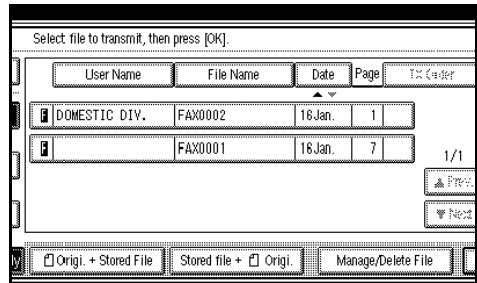 Select file to transmit, then press [OK].
User Name File Name Date Page TX Order
F DOMESTIC DIV. FAX0002 16Jan. 1
F FAX0001 16Jan. 7
1/1
▲ Prev.
▼ Next
Origi. + Stored File Stored file + Origi. Manage/Delete File